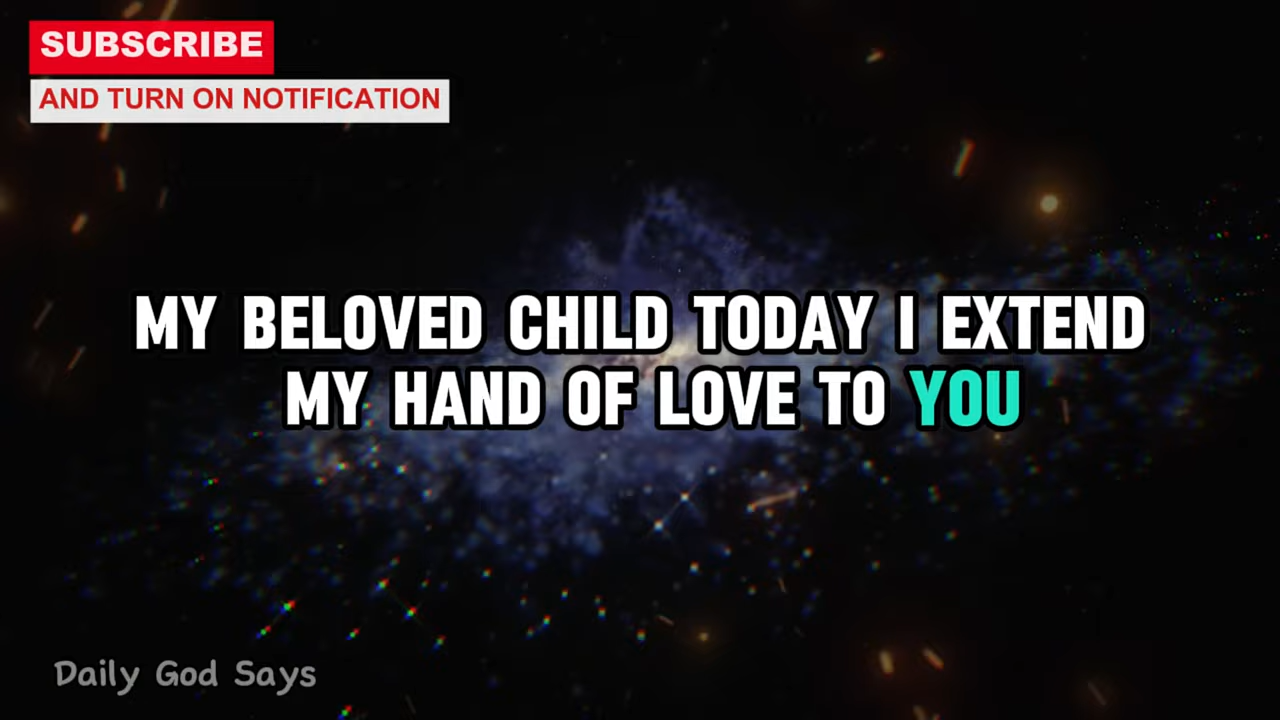 SUBSCRIBE
AND TURN ON NOTIFICATION
MY BELOVED CHILD TODAY I EXTEND
MY HAND OF LOVE TO YOU
Daily God Says